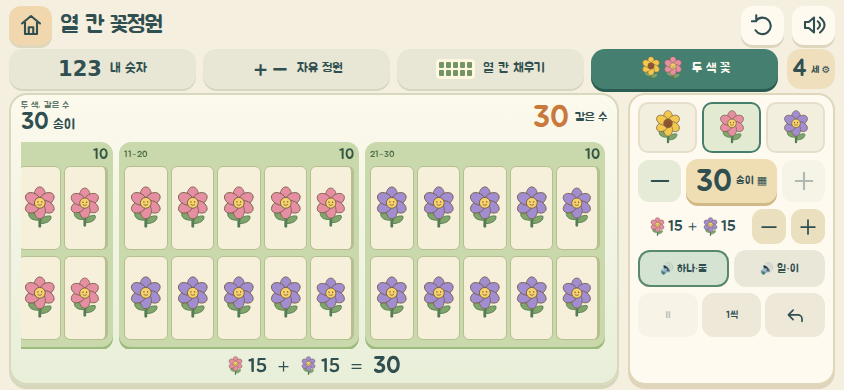 열 칸 꽃정원
123 내 숫자
+ − 자유 정원
열 칸 채우기
두 색 꽃
4 세
두 색, 같은 수
30 송이
30 같은 수
10
11–20 10
21–30 10
15 + 15 = 30
30 송이
15 + 15
하나·둘
일·이
1씩